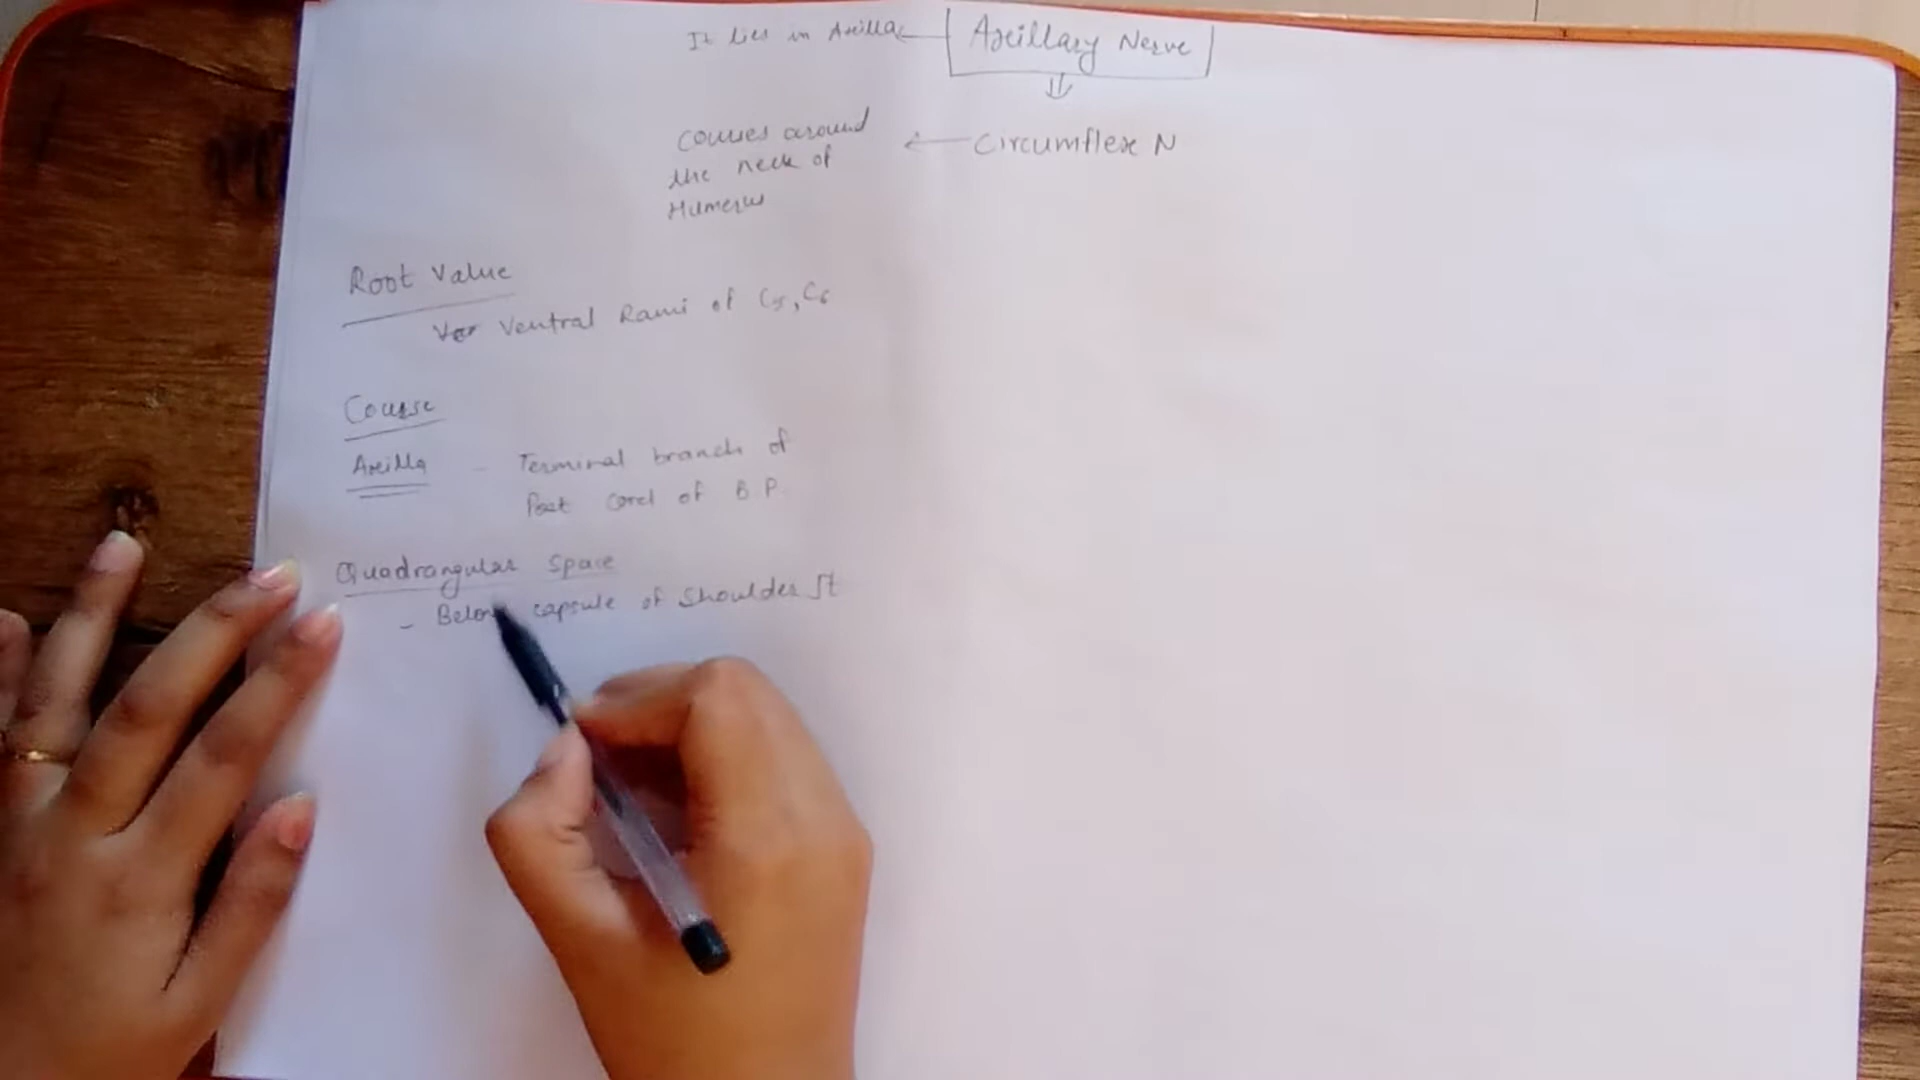 It lies in Axilla ← Axillary Nerve
⇓
courses around ← Circumflex N
the neck of
Humerus
Root Value
Ventral Rami of C5, C6
Course
Axilla - Terminal branch of
Post cord of B.P.
Quadrangular Space
- Below capsule of Shoulder Jt